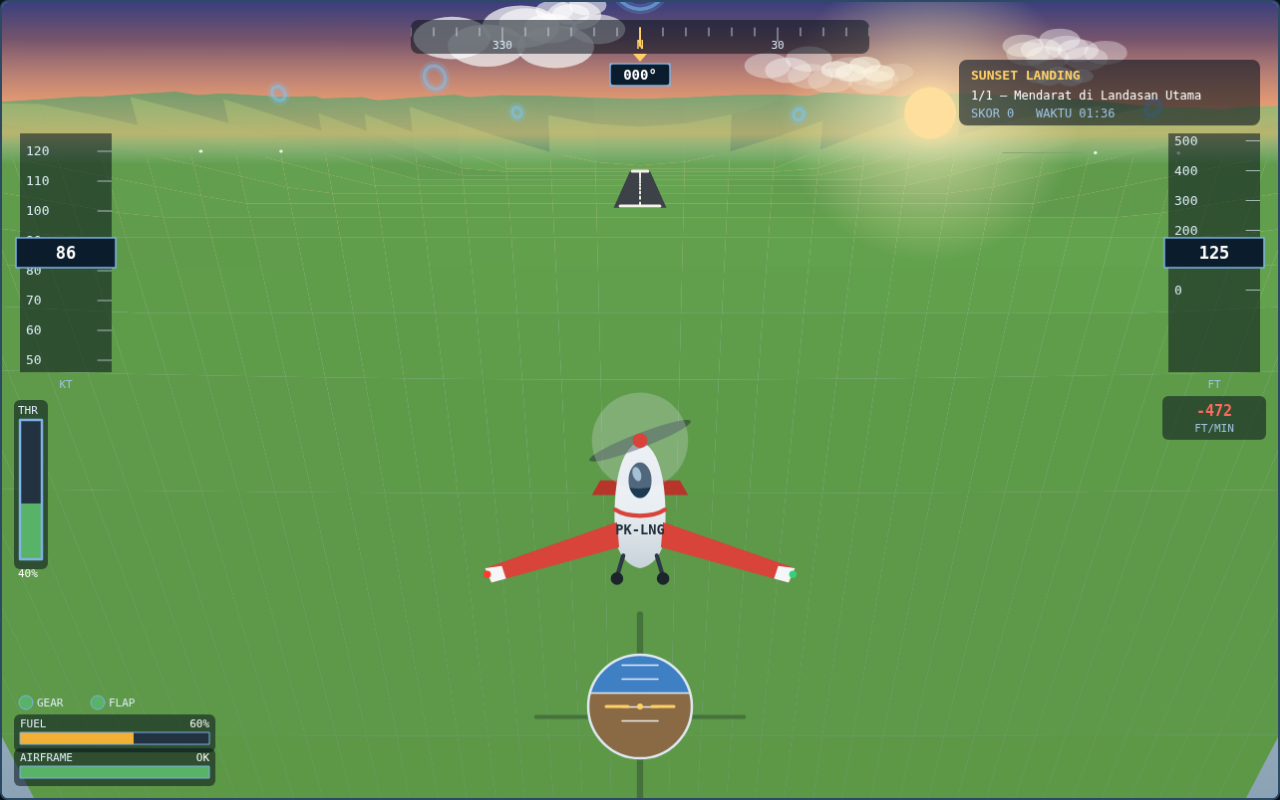 330
N
30
000°
SUNSET LANDING
1/1 — Mendarat di Landasan Utama
SKOR 0 WAKTU 01:36
120
110
100
86
80
70
60
50
KT
500
400
300
200
125
0
FT
-472
FT/MIN
THR
40%
PK-LNG
GEAR
FLAP
FUEL 60%
AIRFRAME OK